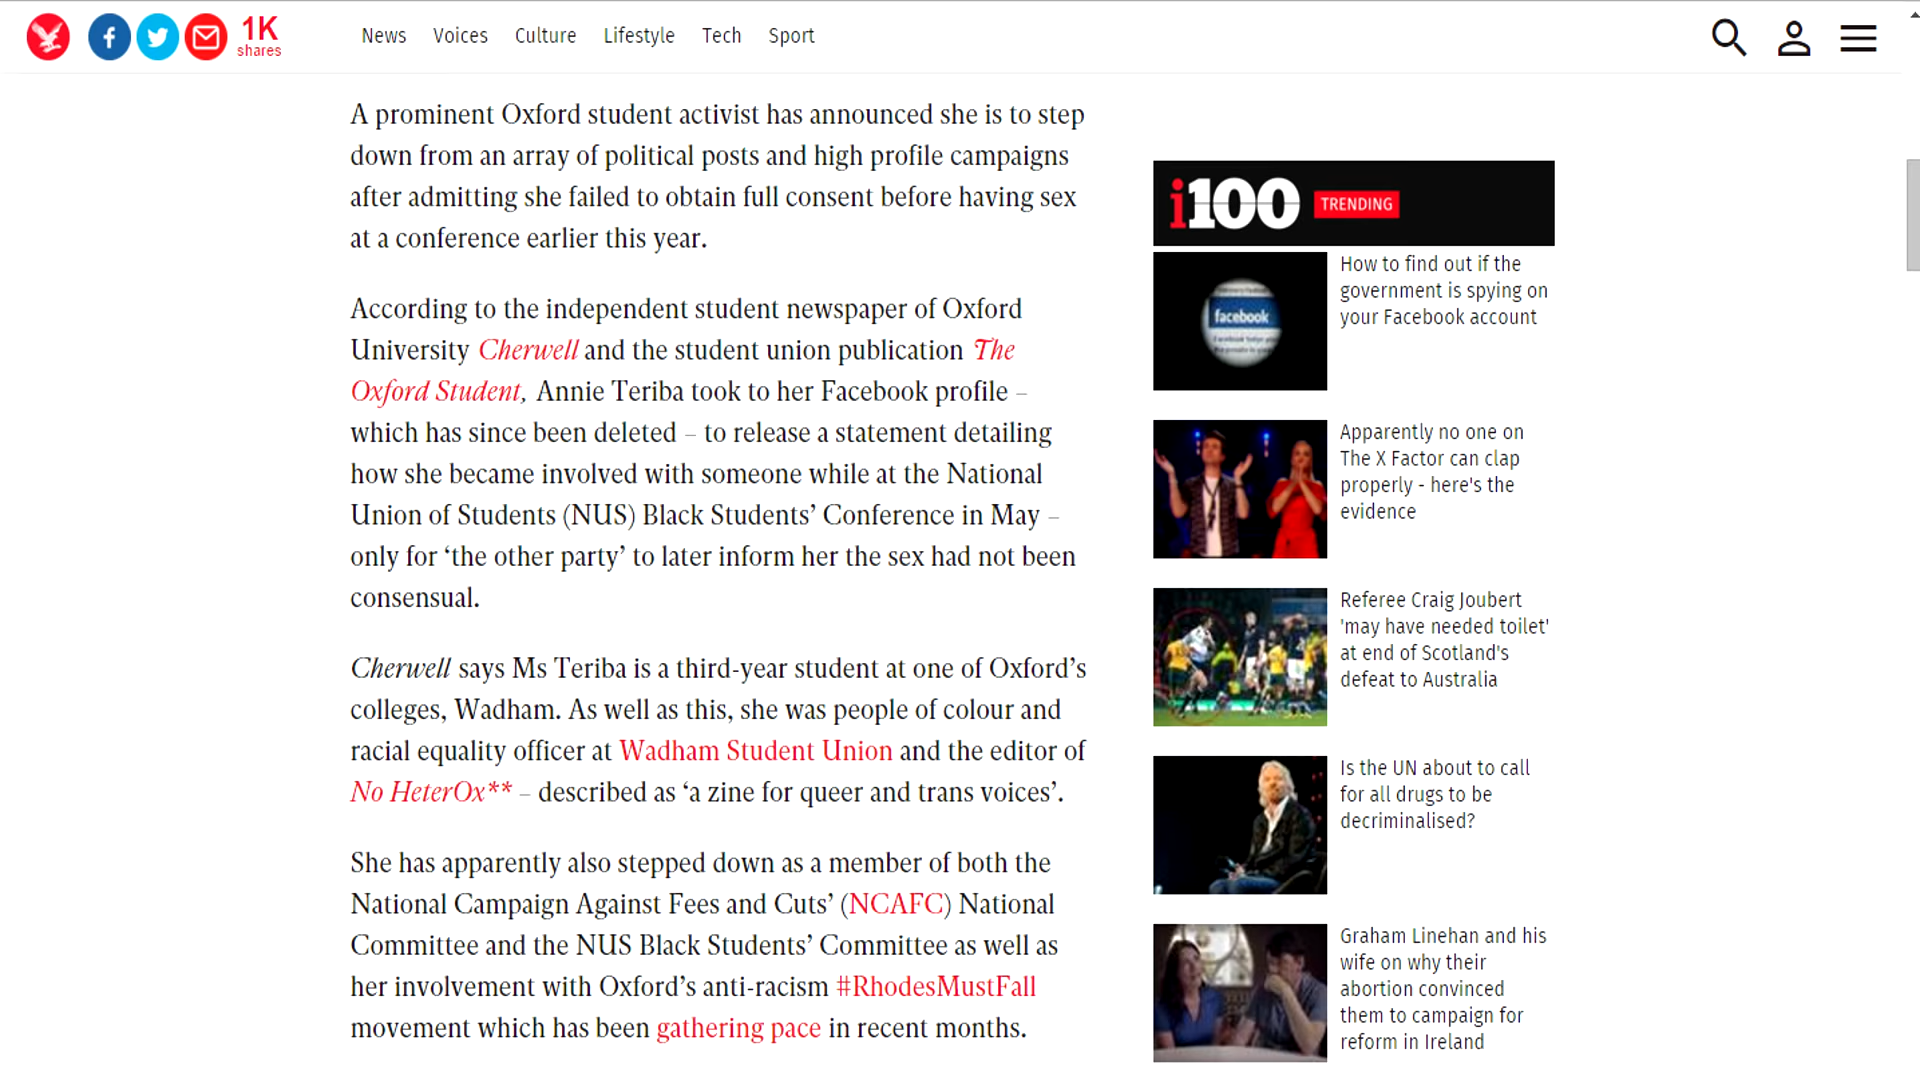 1K
shares
News Voices Culture Lifestyle Tech Sport
A prominent Oxford student activist has announced she is to step
down from an array of political posts and high profile campaigns
after admitting she failed to obtain full consent before having sex
at a conference earlier this year.
According to the independent student newspaper of Oxford
University Cherwell and the student union publication The
Oxford Student, Annie Teriba took to her Facebook profile –
which has since been deleted – to release a statement detailing
how she became involved with someone while at the National
Union of Students (NUS) Black Students’ Conference in May –
only for ‘the other party’ to later inform her the sex had not been
consensual.
Cherwell says Ms Teriba is a third-year student at one of Oxford’s
colleges, Wadham. As well as this, she was people of colour and
racial equality officer at Wadham Student Union and the editor of
No HeterOx** – described as ‘a zine for queer and trans voices’.
She has apparently also stepped down as a member of both the
National Campaign Against Fees and Cuts’ (NCAFC) National
Committee and the NUS Black Students’ Committee as well as
her involvement with Oxford’s anti-racism #RhodesMustFall
movement which has been gathering pace in recent months.
i100 TRENDING
facebook
How to find out if the
government is spying on
your Facebook account
Apparently no one on
The X Factor can clap
properly - here's the
evidence
Referee Craig Joubert
'may have needed toilet'
at end of Scotland's
defeat to Australia
Is the UN about to call
for all drugs to be
decriminalised?
Graham Linehan and his
wife on why their
abortion convinced
them to campaign for
reform in Ireland